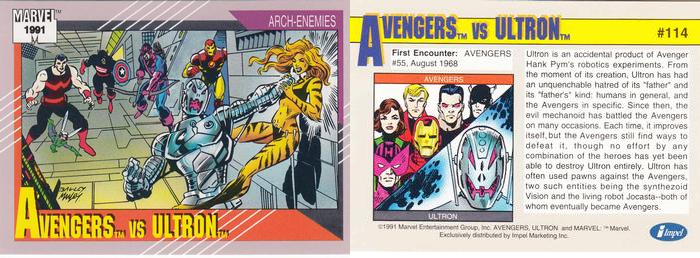 MARVEL™
1991
ARCH-ENEMIES
AVENGERS™ VS ULTRON™
AVENGERS™ VS ULTRON™
#114
First Encounter: AVENGERS
#55, August 1968
AVENGERS
ULTRON
Ultron is an accidental product of Avenger
Hank Pym's robotics experiments. From
the moment of its creation, Ultron has had
an unquenchable hatred of its "father" and
its "father's" kind: humans in general, and
the Avengers in specific. Since then, the
evil mechanoid has battled the Avengers
on many occasions. Each time, it improves
itself, but the Avengers still find ways to
defeat it, though no effort by any
combination of the heroes has yet been
able to destroy Ultron entirely. Ultron has
often used pawns against the Avengers,
two such entities being the synthezoid
Vision and the living robot Jocasta--both of
whom eventually became Avengers.
©1991 Marvel Entertainment Group, Inc. AVENGERS, ULTRON and MARVEL: ™ Marvel.
Exclusively distributed by Impel Marketing Inc.
Impel